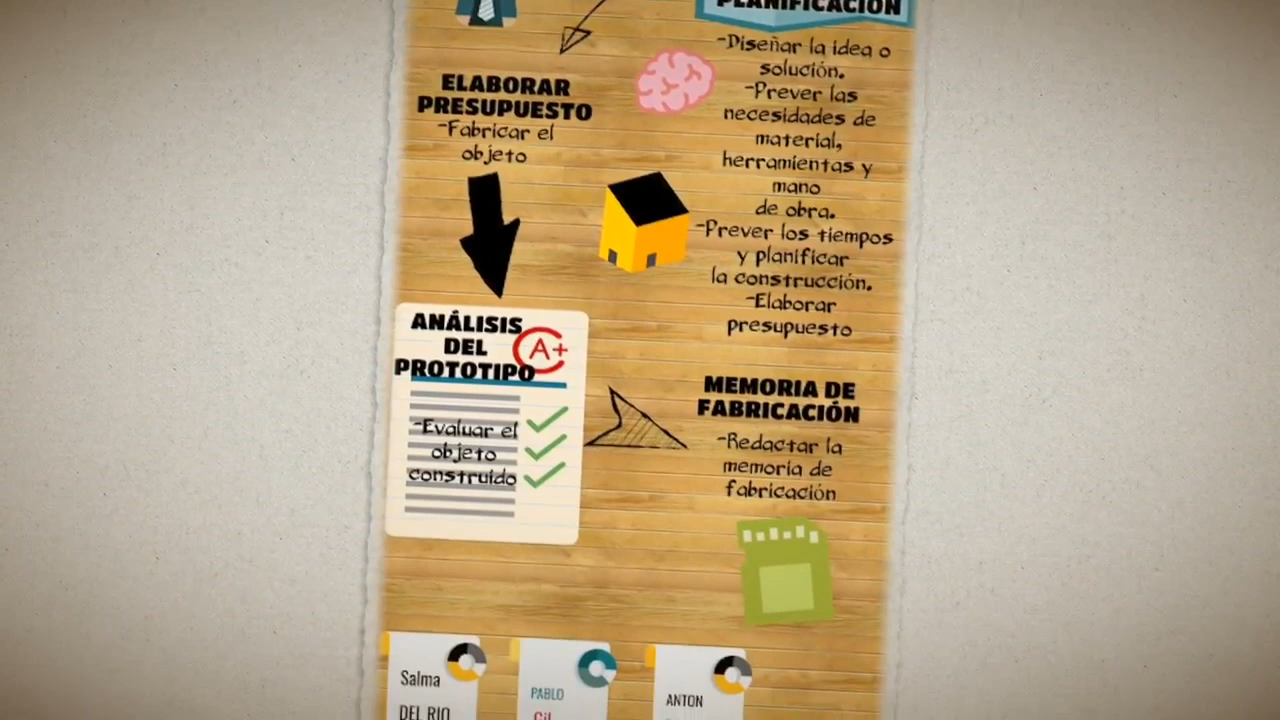 PLANIFICACIÓN
-Diseñar la idea o
solución.
-Prever las
necesidades de
material,
herramientas y
mano
de obra.
-Prever los tiempos
y planificar
la construcción.
-Elaborar
presupuesto
ELABORAR
PRESUPUESTO
-Fabricar el
objeto
ANÁLISIS
DEL
PROTOTIPO
A+
-Evaluar el
objeto
construido
MEMORIA DE
FABRICACIÓN
-Redactar la
memoria de
fabricación
Salma
DEL RIO
PABLO
Gil
ANTON